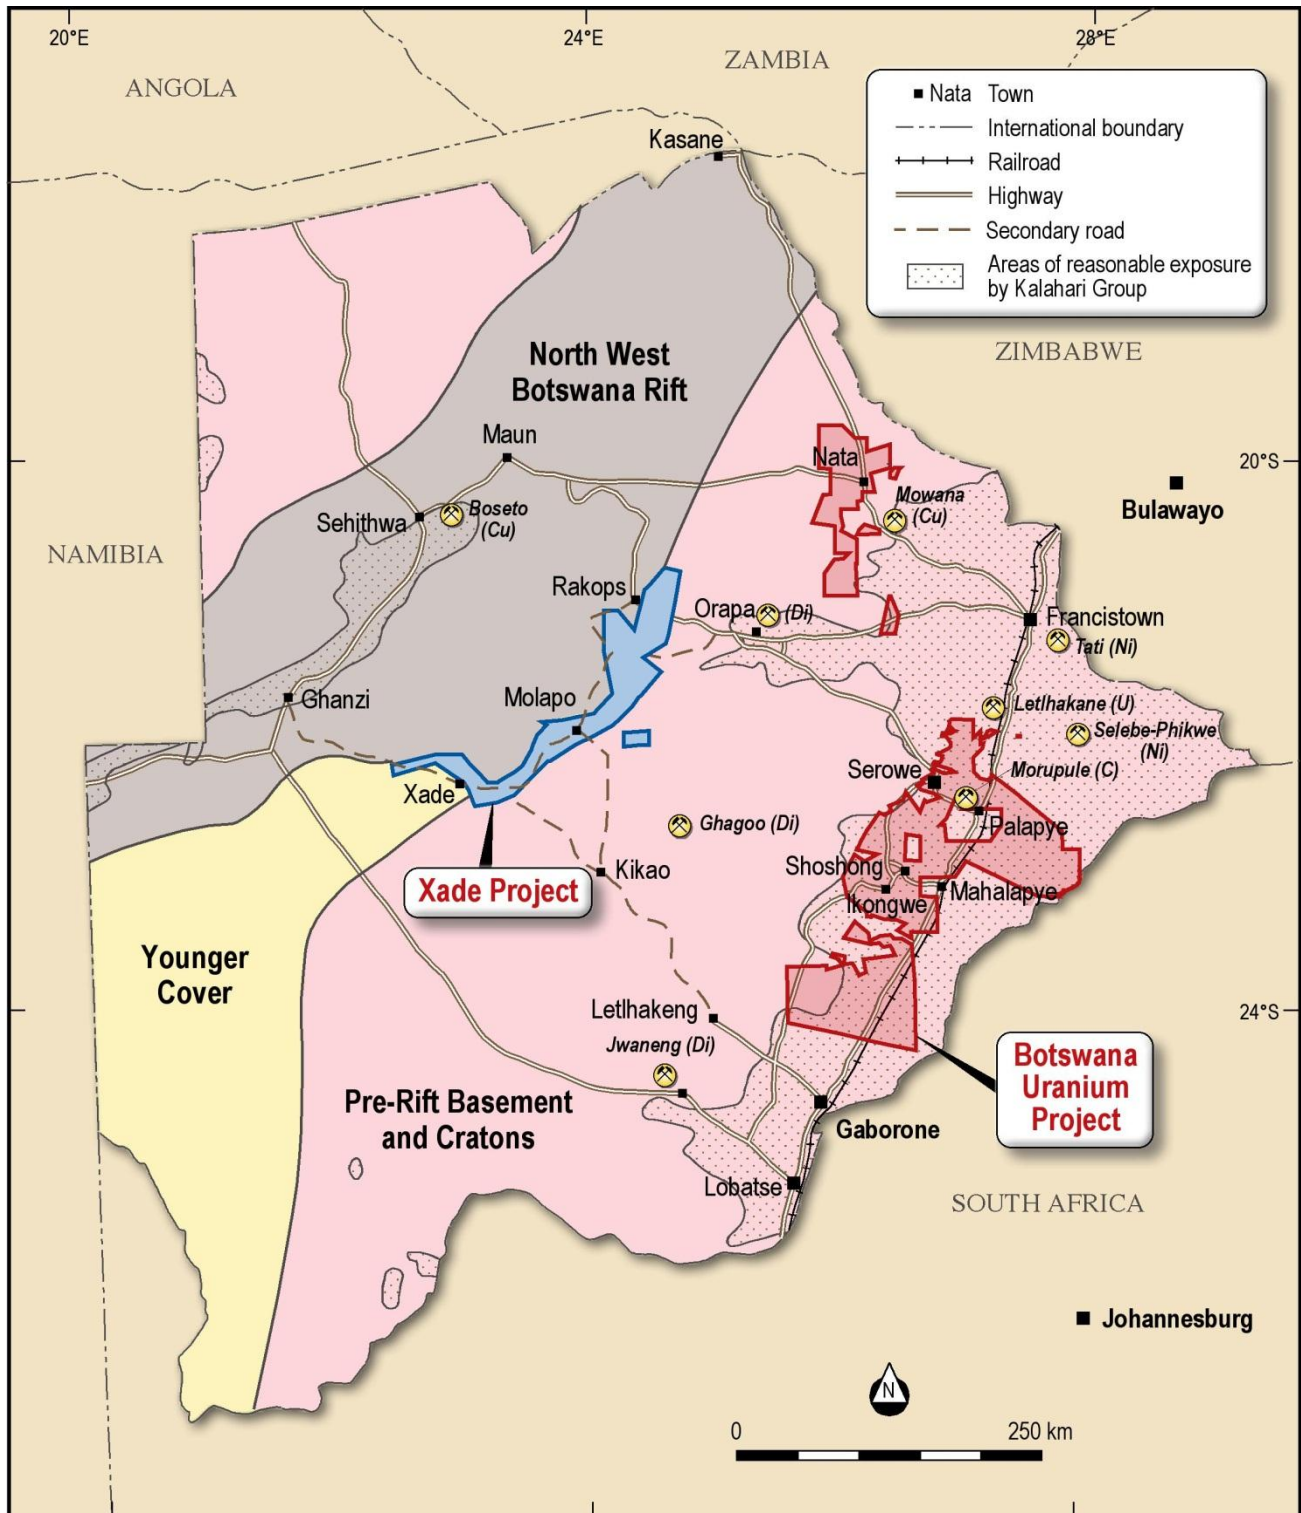 20°E
24°E
28°E
ANGOLA
ZAMBIA
Nata Town
International boundary
Railroad
Highway
Secondary road
Areas of reasonable exposure
by Kalahari Group
Kasane
ZIMBABWE
North West
Botswana Rift
Maun
Nata
20°S
Mowana
(Cu)
Bulawayo
Boseto
(Cu)
Sehithwa
NAMIBIA
Rakops
Orapa
(Di)
Francistown
Tati (Ni)
Ghanzi
Molapo
Letlhakane (U)
Selebe-Phikwe
(Ni)
Serowe
Morupule (C)
Xade
Palapye
Ghagoo (Di)
Xade Project
Kikao
Shoshong
Ikongwe
Mahalapye
Younger
Cover
Letlhakeng
24°S
Jwaneng (Di)
Botswana
Uranium
Project
Pre-Rift Basement
and Cratons
Gaborone
Lobatse
SOUTH AFRICA
Johannesburg
N
0
250 km